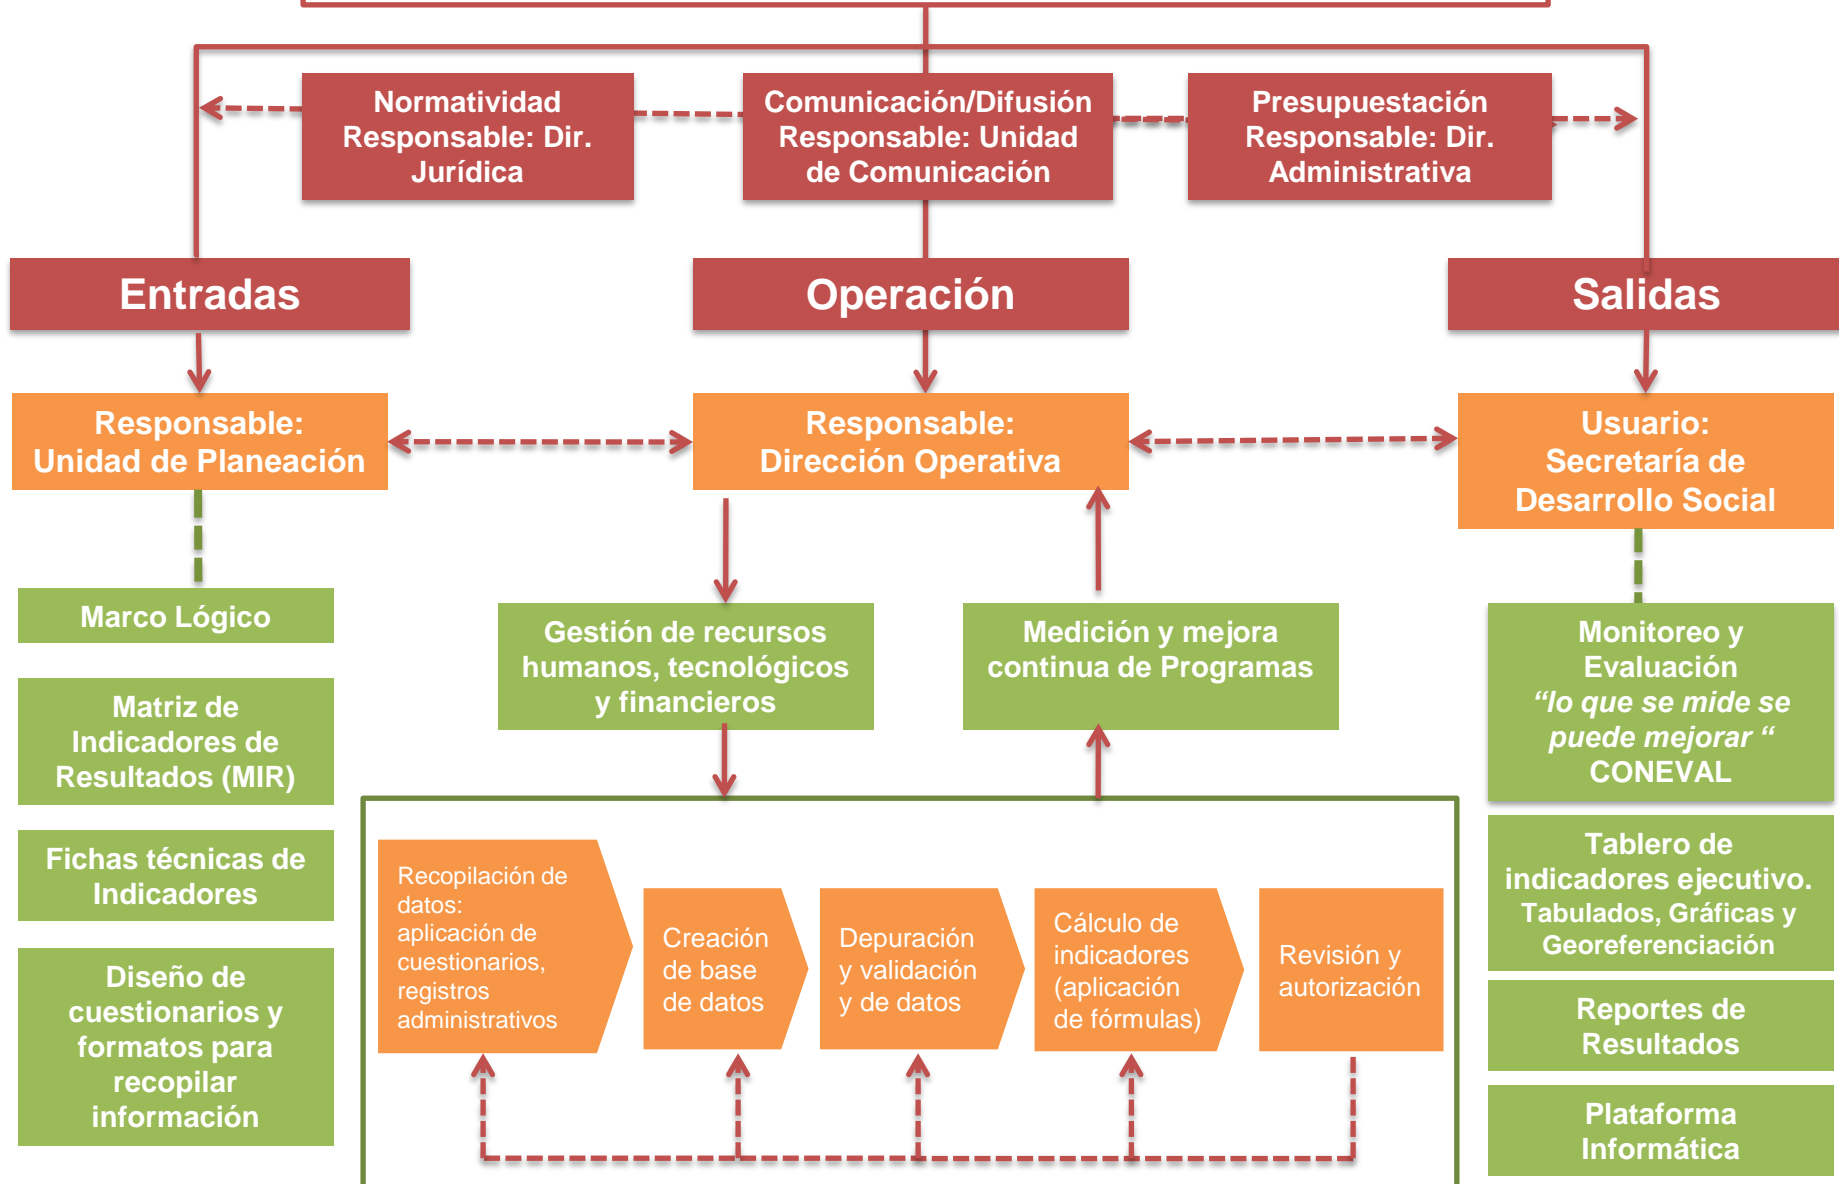 Normatividad
Responsable: Dir.
Jurídica
Comunicación/Difusión
Responsable: Unidad
de Comunicación
Presupuestación
Responsable: Dir.
Administrativa
Entradas
Operación
Salidas
Responsable:
Unidad de Planeación
Responsable:
Dirección Operativa
Usuario:
Secretaría de
Desarrollo Social
Marco Lógico
Matriz de
Indicadores de
Resultados (MIR)
Fichas técnicas de
Indicadores
Diseño de
cuestionarios y
formatos para
recopilar
información
Gestión de recursos
humanos, tecnológicos
y financieros
Medición y mejora
continua de Programas
Recopilación de
datos:
aplicación de
cuestionarios,
registros
administrativos
Creación
de base
de datos
Depuración
y validación
y de datos
Cálculo de
indicadores
(aplicación
de fórmulas)
Revisión y
autorización
Monitoreo y
Evaluación
“lo que se mide se
puede mejorar “
CONEVAL
Tablero de
indicadores ejecutivo.
Tabulados, Gráficas y
Georeferenciación
Reportes de
Resultados
Plataforma
Informática